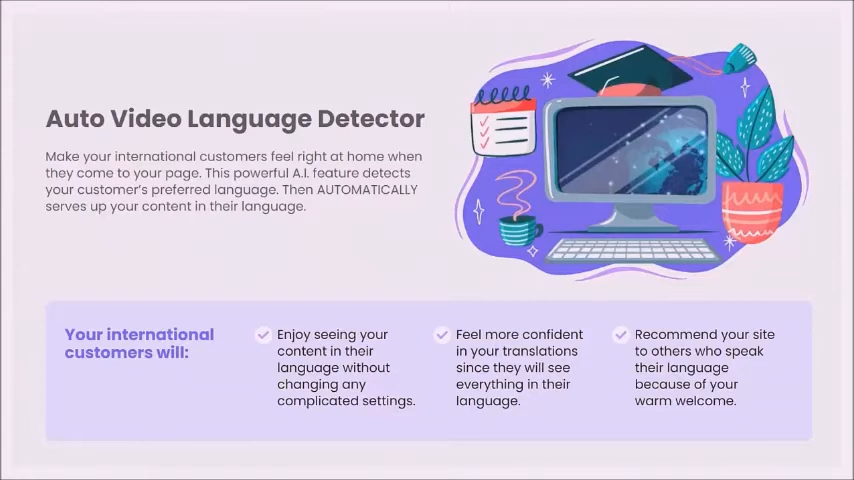 Auto Video Language Detector
Make your international customers feel right at home when
they come to your page. This powerful A.I. feature detects
your customer's preferred language. Then AUTOMATICALLY
serves up your content in their language.
Your international
customers will:
Enjoy seeing your
content in their
language without
changing any
complicated settings.
Feel more confident
in your translations
since they will see
everything in their
language.
Recommend your site
to others who speak
their language
because of your
warm welcome.